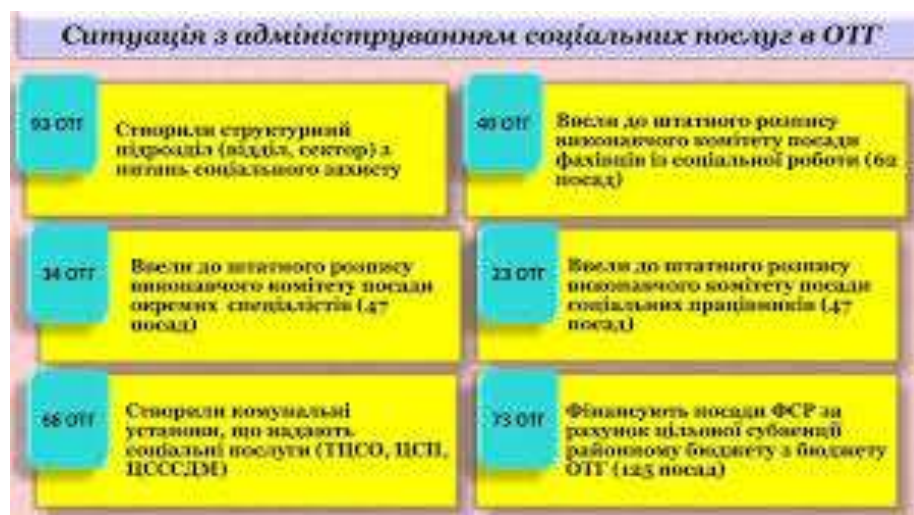 Ситуація з адмініструванням соціальних послуг в ОТГ
93 ОТГ
Створили структурний
підрозділ (відділ, сектор) з
питань соціального захисту
40 ОТГ
Ввели до штатного розпису
виконавчого комітету посади
фахівців із соціальної роботи (62
посад)
34 ОТГ
Ввели до штатного розпису
виконавчого комітету посади
окремих спеціалістів (47
посад)
23 ОТГ
Ввели до штатного розпису
виконавчого комітету посади
соціальних працівників (47
посад)
66 ОТГ
Створили комунальні
установи, що надають
соціальні послуги (ТЦСО, ЦСП,
ЦСССДМ)
73 ОТГ
Фінансують посади ФСР за
рахунок цільової субвенції
районному бюджету з бюджету
ОТГ (125 посад)